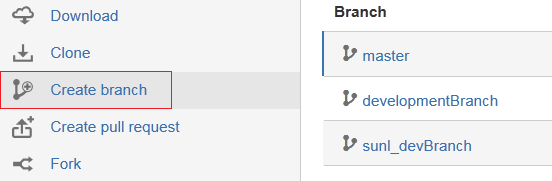 Download
Clone
Create branch
Create pull request
Fork
Branch
master
developmentBranch
sunl_devBranch